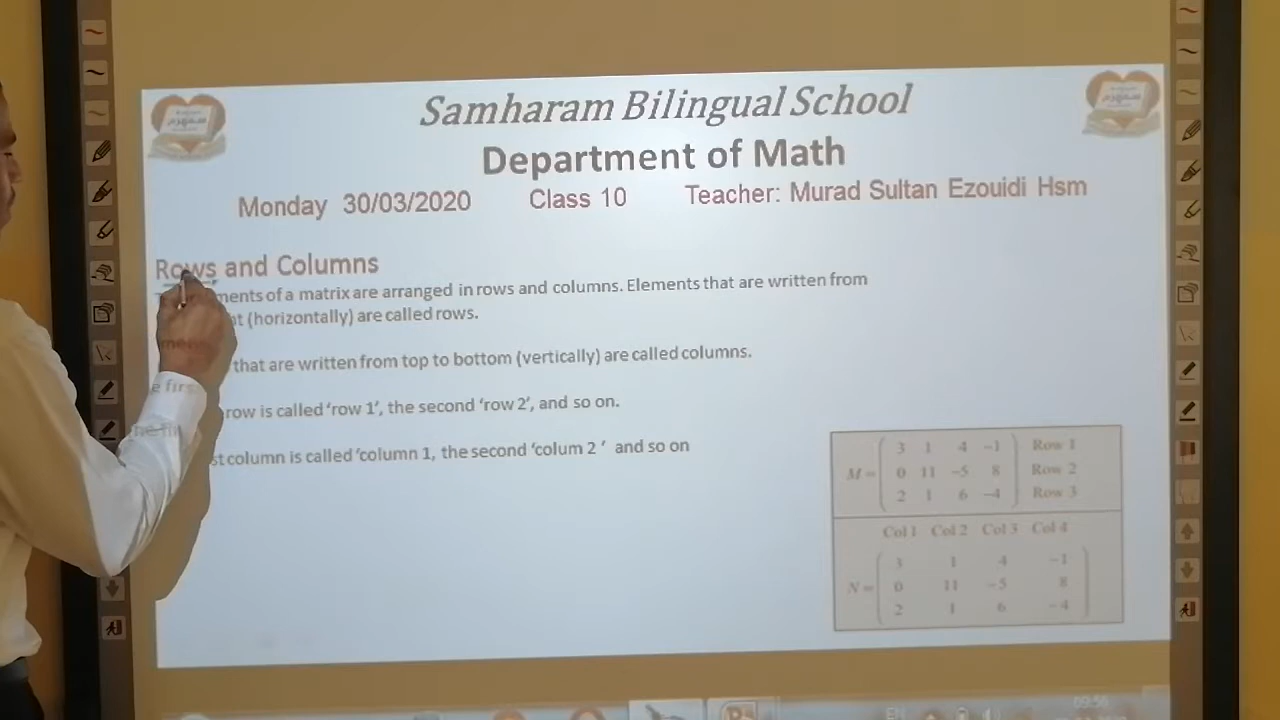 Samharam Bilingual School
Department of Math
Monday 30/03/2020 Class 10 Teacher: Murad Sultan Ezouidi Hsm
Rows and Columns
ments of a matrix are arranged in rows and columns. Elements that are written from
ht (horizontally) are called rows.
that are written from top to bottom (vertically) are called columns.
row is called ‘row 1’, the second ‘row 2’, and so on.
st column is called ‘column 1, the second ‘colum 2 ’ and so on
3 1 4 -1 Row 1
M = 0 11 -5 8 Row 2
2 1 6 -4 Row 3
Col 1 Col 2 Col 3 Col 4
3 1 4 -1
N = 0 11 -5 8
2 1 6 -4